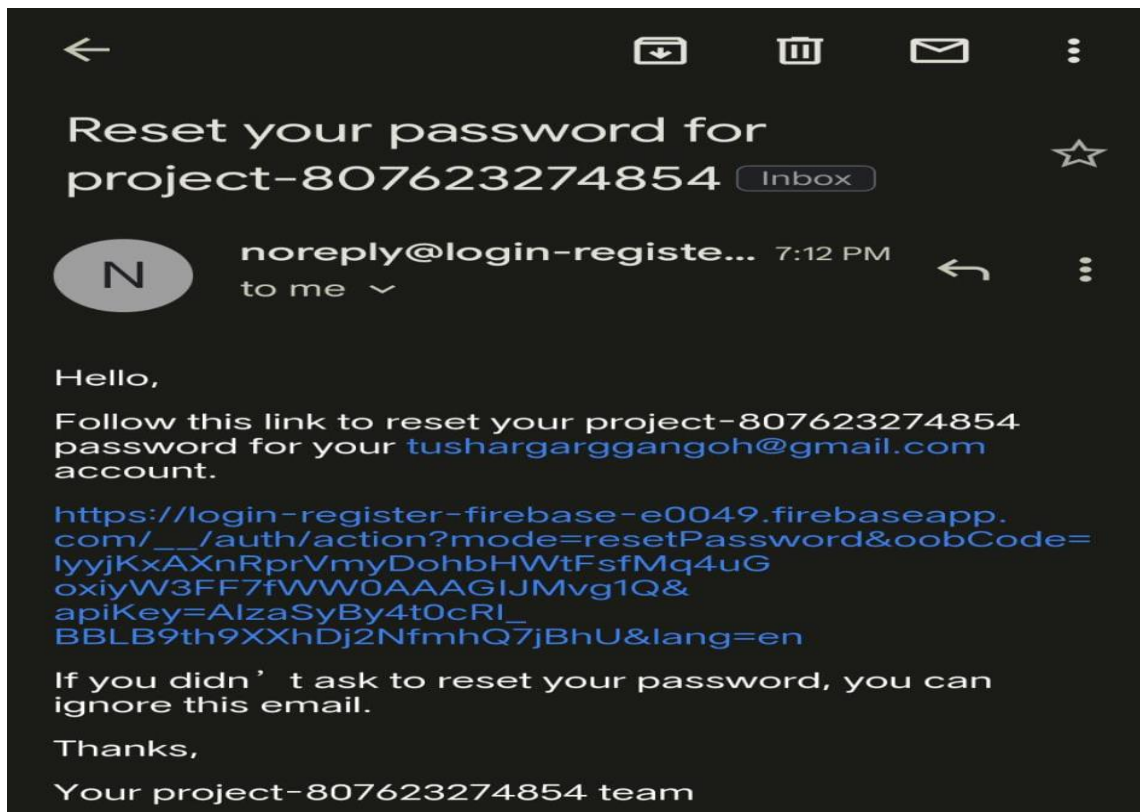 Reset your password for
project-807623274854 Inbox
N
noreply@login-registe... 7:12 PM
to me
Hello,
Follow this link to reset your project-807623274854
password for your tushargarggangoh@gmail.com
account.
https://login-register-firebase-e0049.firebaseapp.
com/__/auth/action?mode=resetPassword&oobCode=
IyyjKxAXnRprVmyDohbHWtFsfMq4uG
oxiyW3FF7fWW0AAAGIJMvg1Q&
apiKey=AIzaSyBy4t0cRI_
BBLB9th9XXhDj2NfmhQ7jBhU&lang=en
If you didn’t ask to reset your password, you can
ignore this email.
Thanks,
Your project-807623274854 team